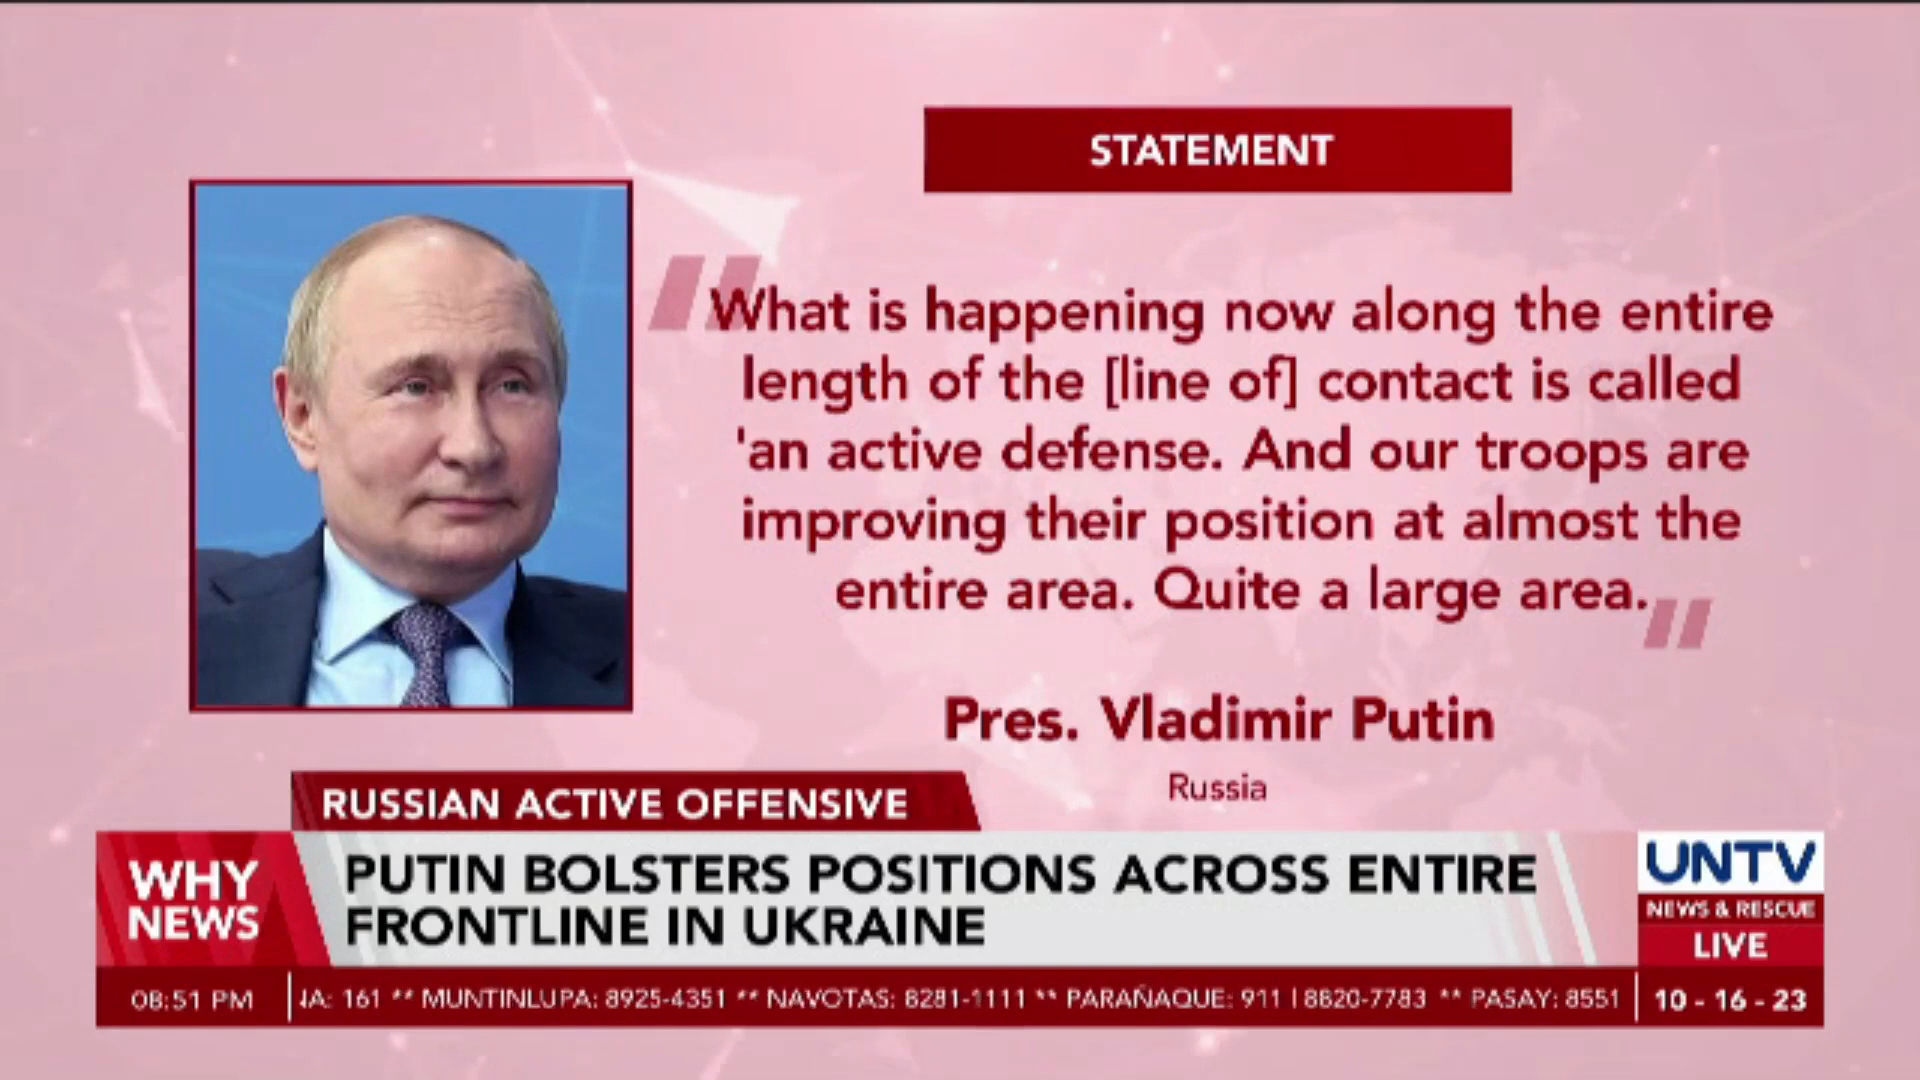 STATEMENT
What is happening now along the entire
length of the [line of] contact is called
'an active defense. And our troops are
improving their position at almost the
entire area. Quite a large area.
Pres. Vladimir Putin
Russia
RUSSIAN ACTIVE OFFENSIVE
WHY
NEWS
PUTIN BOLSTERS POSITIONS ACROSS ENTIRE
FRONTLINE IN UKRAINE
UNTV
NEWS & RESCUE
LIVE
08:51 PM
: 161 ** MUNTINLUPA: 8925-4351 ** NAVOTAS: 8281-1111 ** PARAÑAQUE: 911 | 8820-7783 ** PASAY: 8551
10 - 16 - 23